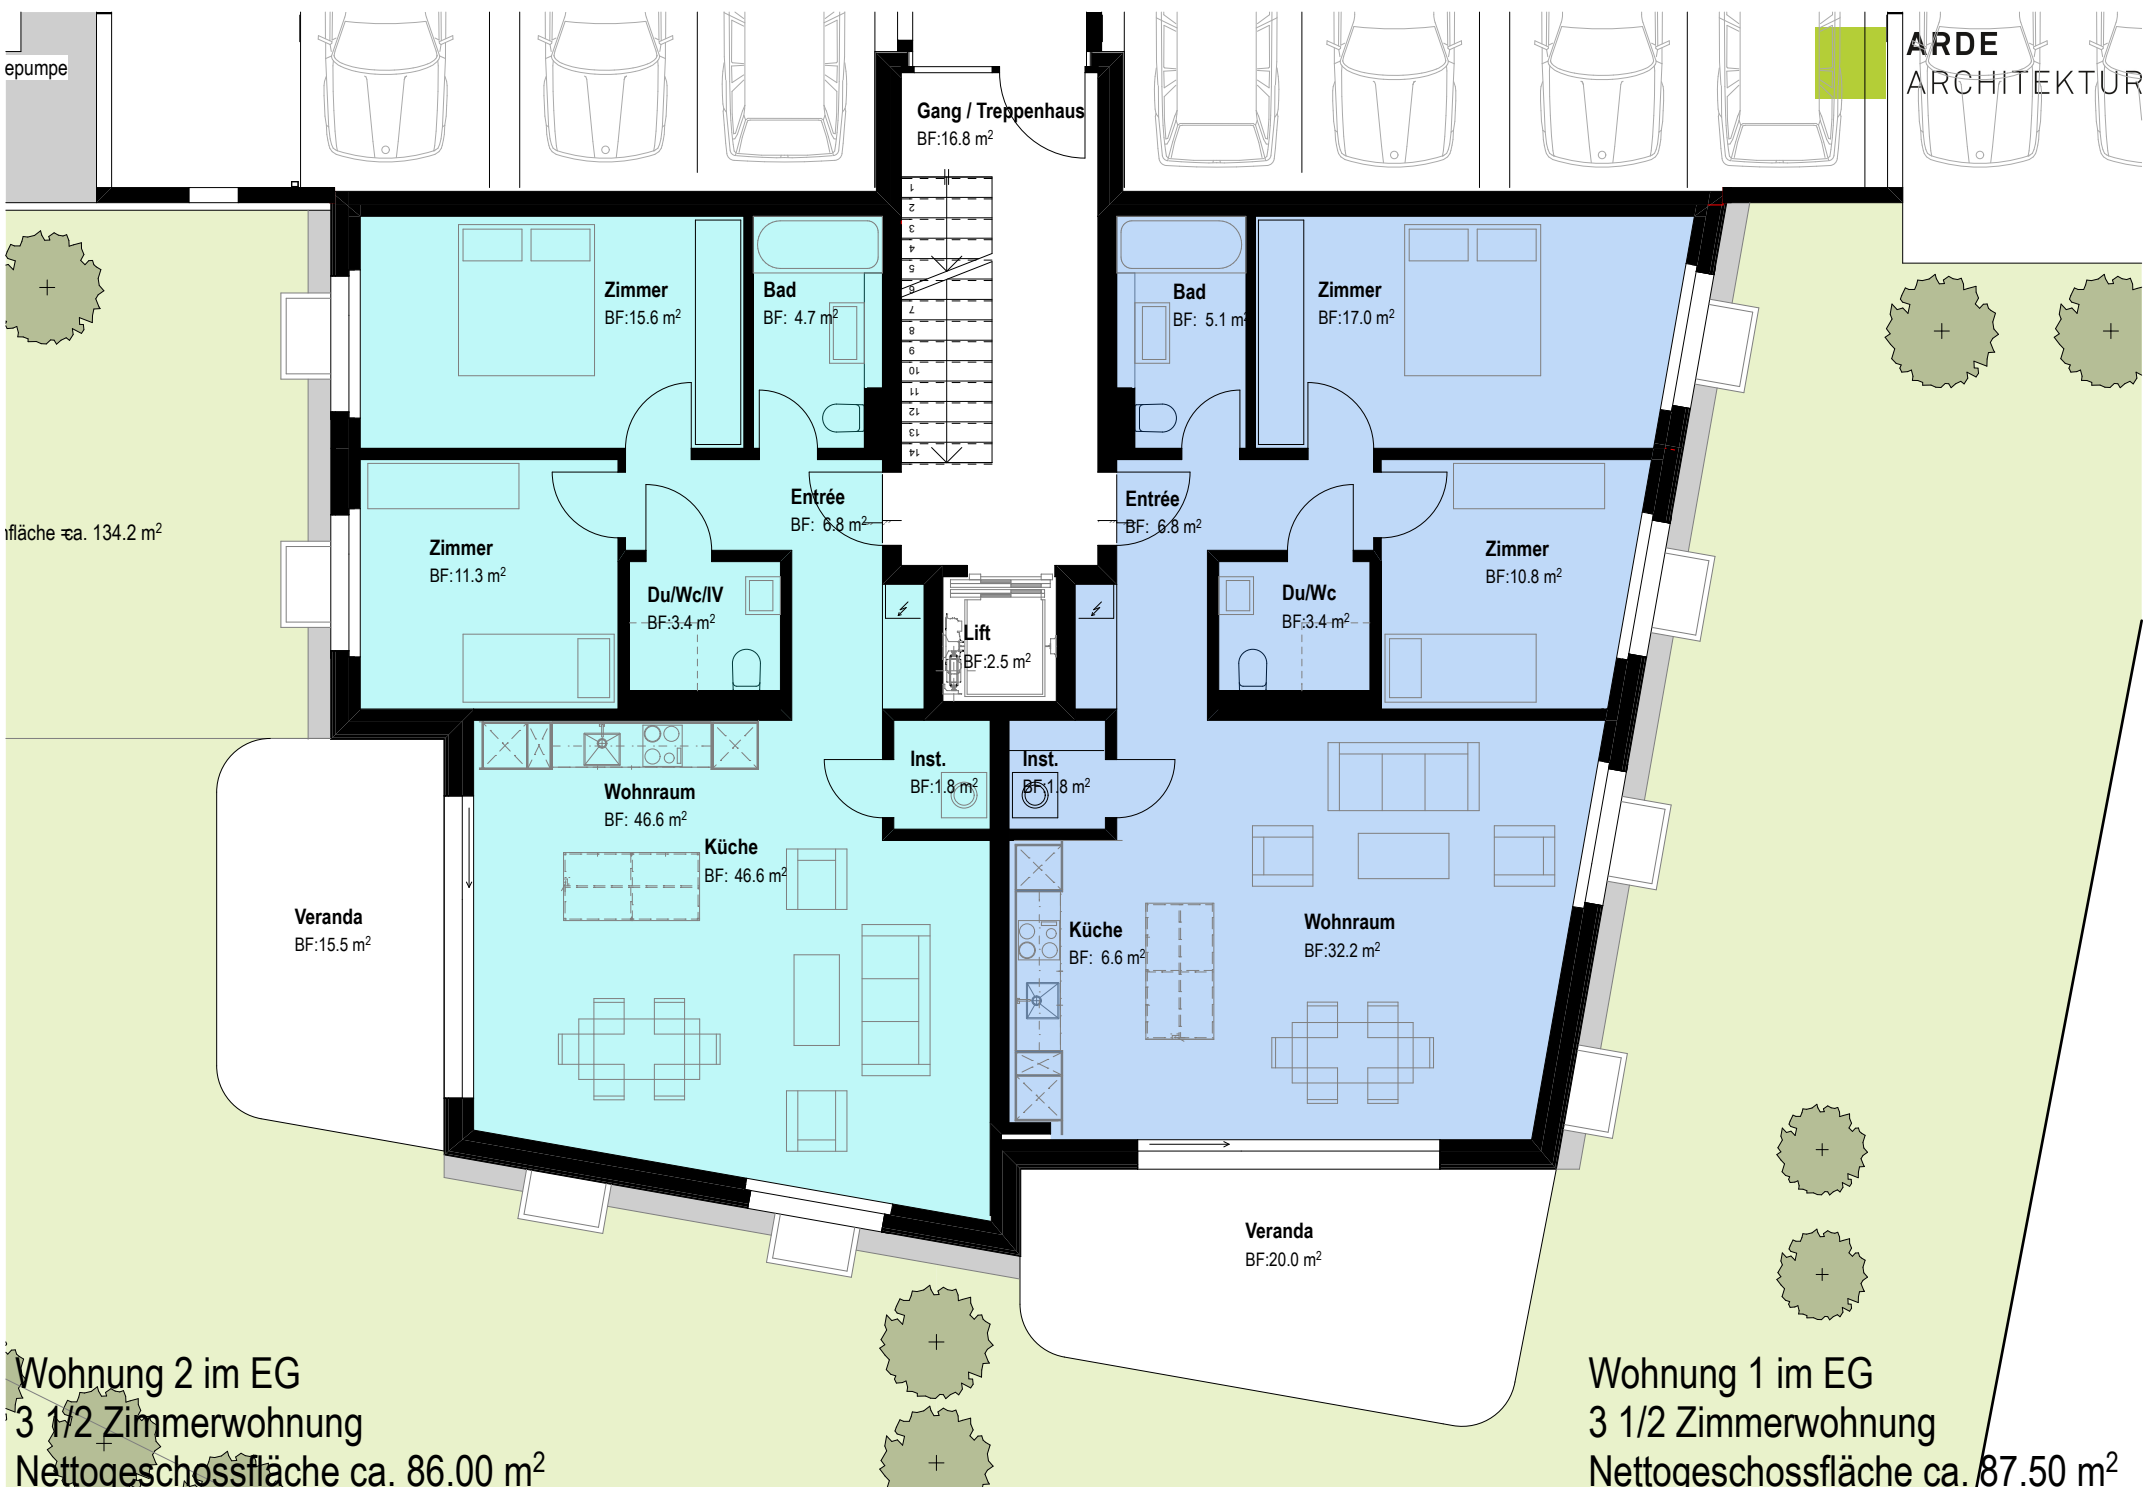 epumpe
ARDE
ARCHITEKTUR
Gang / Treppenhaus
BF:16.8 m²
1
2
3
4
5
6
7
8
9
10
11
12
13
14
Zimmer
BF:15.6 m²
Bad
BF: 4.7 m²
Bad
BF: 5.1 m²
Zimmer
BF:17.0 m²
Entrée
BF: 6.8 m²
Entrée
BF: 6.8 m²
nfläche =ca. 134.2 m²
Zimmer
BF:11.3 m²
Du/Wc/IV
BF:3.4 m²
Lift
BF:2.5 m²
Du/Wc
BF:3.4 m²
Zimmer
BF:10.8 m²
Inst.
BF:1.8 m²
Inst.
BF:1.8 m²
Wohnraum
BF: 46.6 m²
Küche
BF: 46.6 m²
Veranda
BF:15.5 m²
Küche
BF: 6.6 m²
Wohnraum
BF:32.2 m²
Veranda
BF:20.0 m²
Wohnung 2 im EG
3 1/2 Zimmerwohnung
Nettogeschossfläche ca. 86.00 m²
Wohnung 1 im EG
3 1/2 Zimmerwohnung
Nettogeschossfläche ca. 87.50 m²